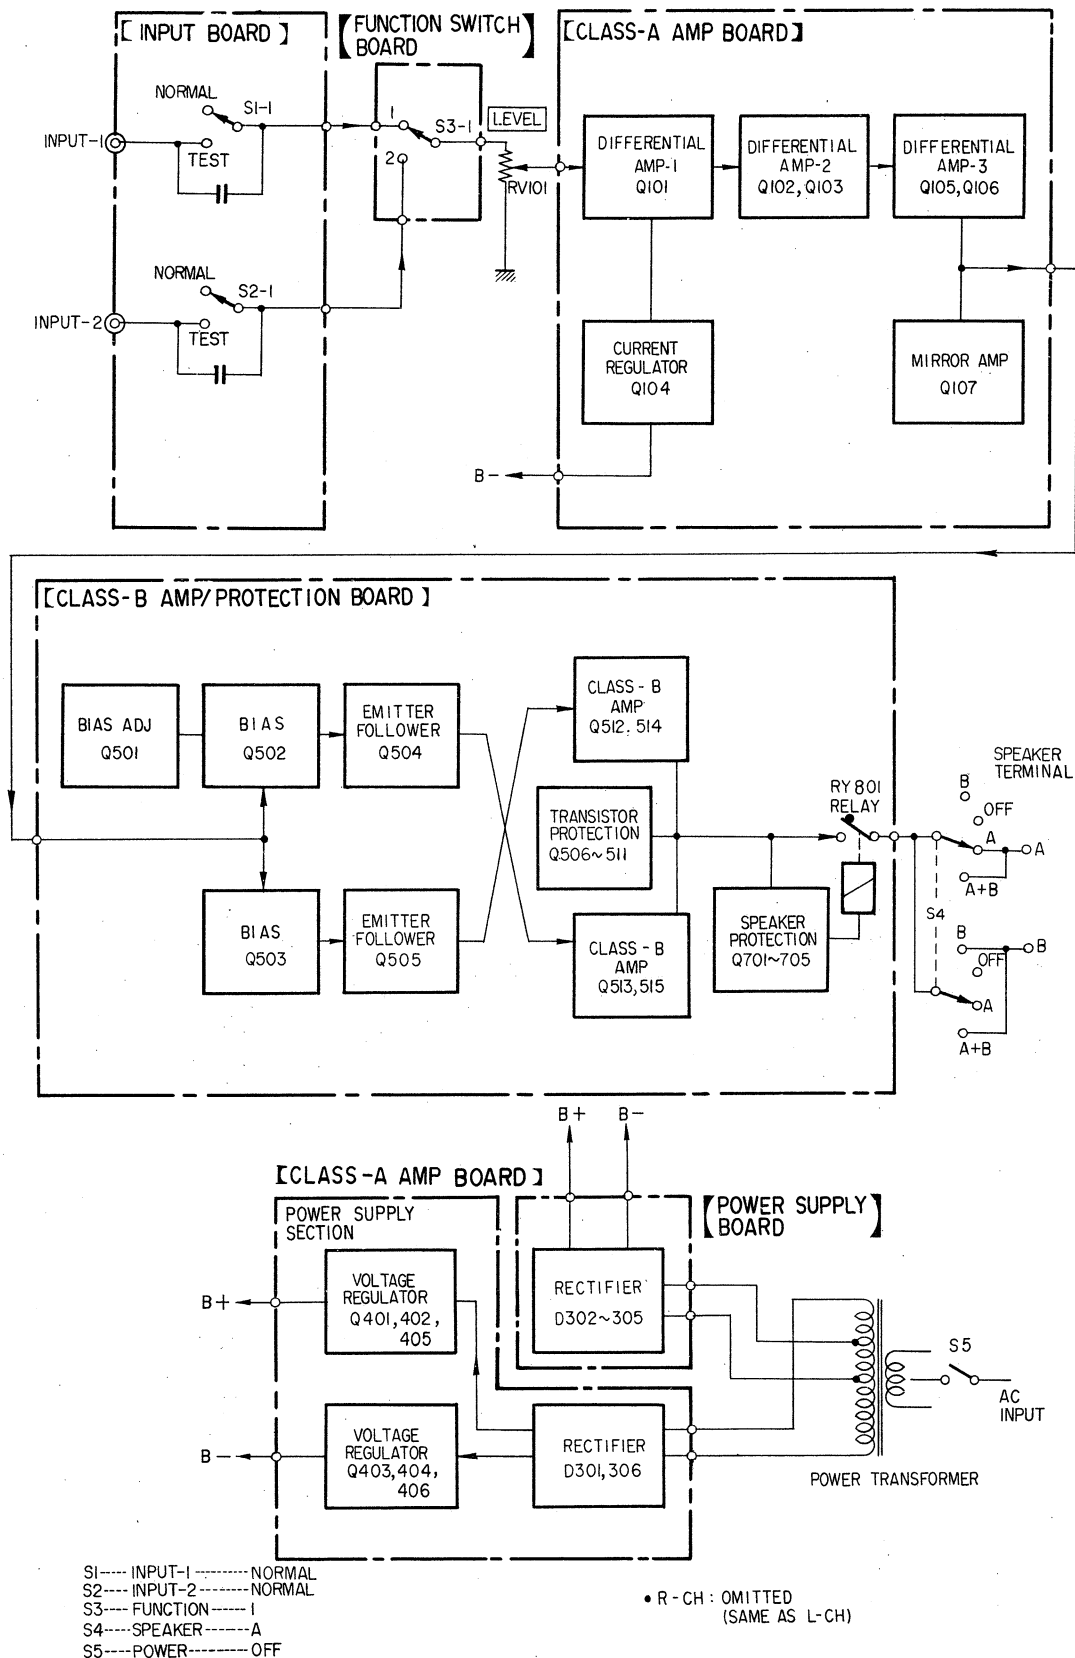 【INPUT BOARD】
NORMAL
S1-1
INPUT-1
TEST
NORMAL
S2-1
INPUT-2
TEST
【FUNCTION SWITCH
BOARD】
1
S3-1
2
LEVEL
RV101
【CLASS-A AMP BOARD】
DIFFERENTIAL
AMP-1
Q101
DIFFERENTIAL
AMP-2
Q102, Q103
DIFFERENTIAL
AMP-3
Q105, Q106
CURRENT
REGULATOR
Q104
MIRROR AMP
Q107
B-
【CLASS-B AMP/PROTECTION BOARD】
BIAS ADJ
Q501
BIAS
Q502
EMITTER
FOLLOWER
Q504
CLASS-B
AMP
Q512, 514
TRANSISTOR
PROTECTION
Q506~511
BIAS
Q503
EMITTER
FOLLOWER
Q505
CLASS-B
AMP
Q513, 515
SPEAKER
PROTECTION
Q701~705
RY801
RELAY
SPEAKER
TERMINAL
B
OFF
A
A
A+B
S4
B
B
OFF
A
A+B
B+
B-
【CLASS-A AMP BOARD】
POWER SUPPLY
SECTION
【POWER SUPPLY
BOARD】
VOLTAGE
REGULATOR
Q401, 402,
405
B+
RECTIFIER
D302~305
VOLTAGE
REGULATOR
Q403, 404,
406
B-
RECTIFIER
D301, 306
S5
AC
INPUT
POWER TRANSFORMER
S1---- INPUT-1 --------- NORMAL
S2---- INPUT-2 -------- NORMAL
S3---- FUNCTION ------ 1
S4---- SPEAKER ------- A
S5---- POWER ---------- OFF
● R-CH : OMITTED
(SAME AS L-CH)